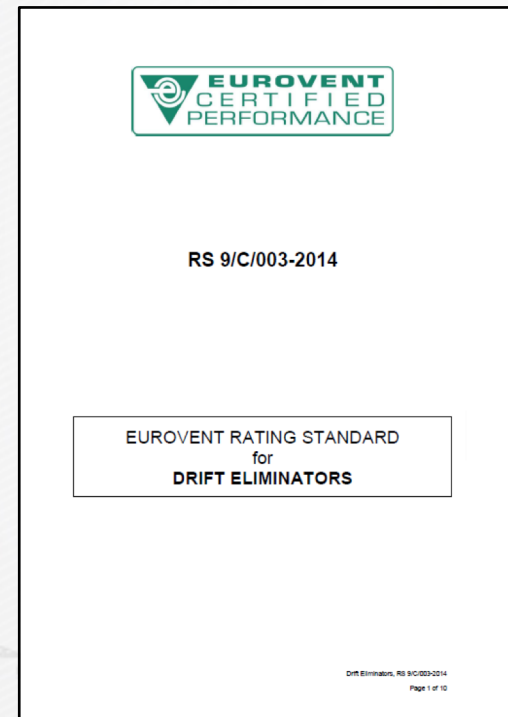 EUROVENT
CERTIFIED
PERFORMANCE
RS 9/C/003-2014
EUROVENT RATING STANDARD
for
DRIFT ELIMINATORS
Drift Eliminators, RS 9/C/003-2014
Page 1 of 10